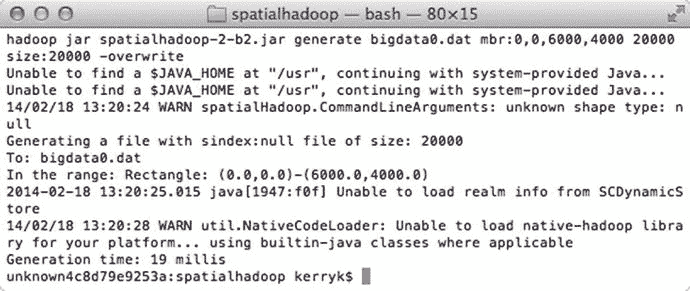 spatialhadoop — bash — 80×15
hadoop jar spatialhadoop-2-b2.jar generate bigdata0.dat mbr:0,0,6000,4000 20000
size:20000 -overwrite
Unable to find a $JAVA_HOME at "/usr", continuing with system-provided Java...
Unable to find a $JAVA_HOME at "/usr", continuing with system-provided Java...
14/02/18 13:20:24 WARN spatialHadoop.CommandLineArguments: unknown shape type: n
ull
Generating a file with sindex:null file of size: 20000
To: bigdata0.dat
In the range: Rectangle: (0.0,0.0)-(6000.0,4000.0)
2014-02-18 13:20:25.015 java[1947:f0f] Unable to load realm info from SCDynamicS
tore
14/02/18 13:20:28 WARN util.NativeCodeLoader: Unable to load native-hadoop libra
ry for your platform... using builtin-java classes where applicable
Generation time: 19 millis
unknown4c8d79e9253a:spatialhadoop kerryk$